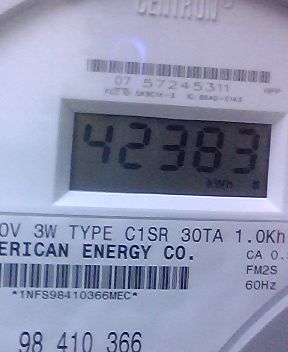 CENTRON®
07 57245311
42383
kWh
0V 3W TYPE C1SR 30TA 1.0Kh
ERICAN ENERGY CO.
CA 0.
FM2S
60Hz
*1NFS98410366MEC*
98 410 366